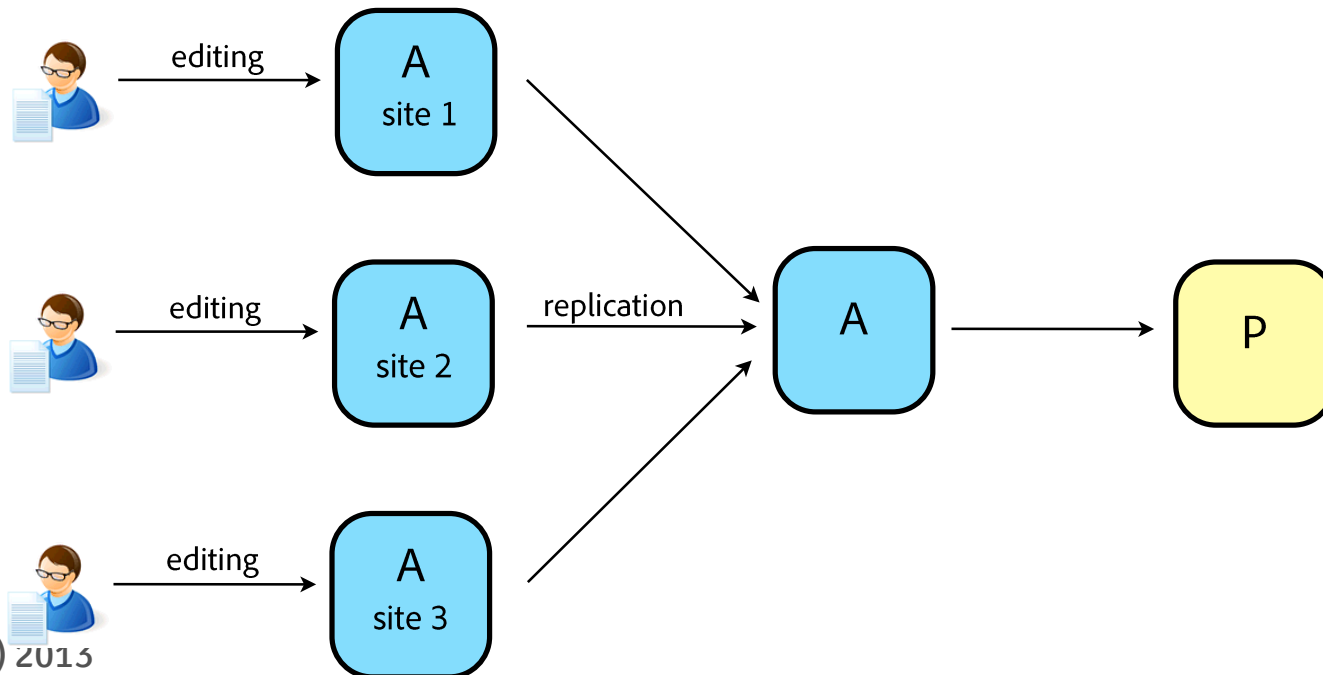 editing
A
site 1
editing
A
site 2
replication
A
P
editing
A
site 3
) 2013